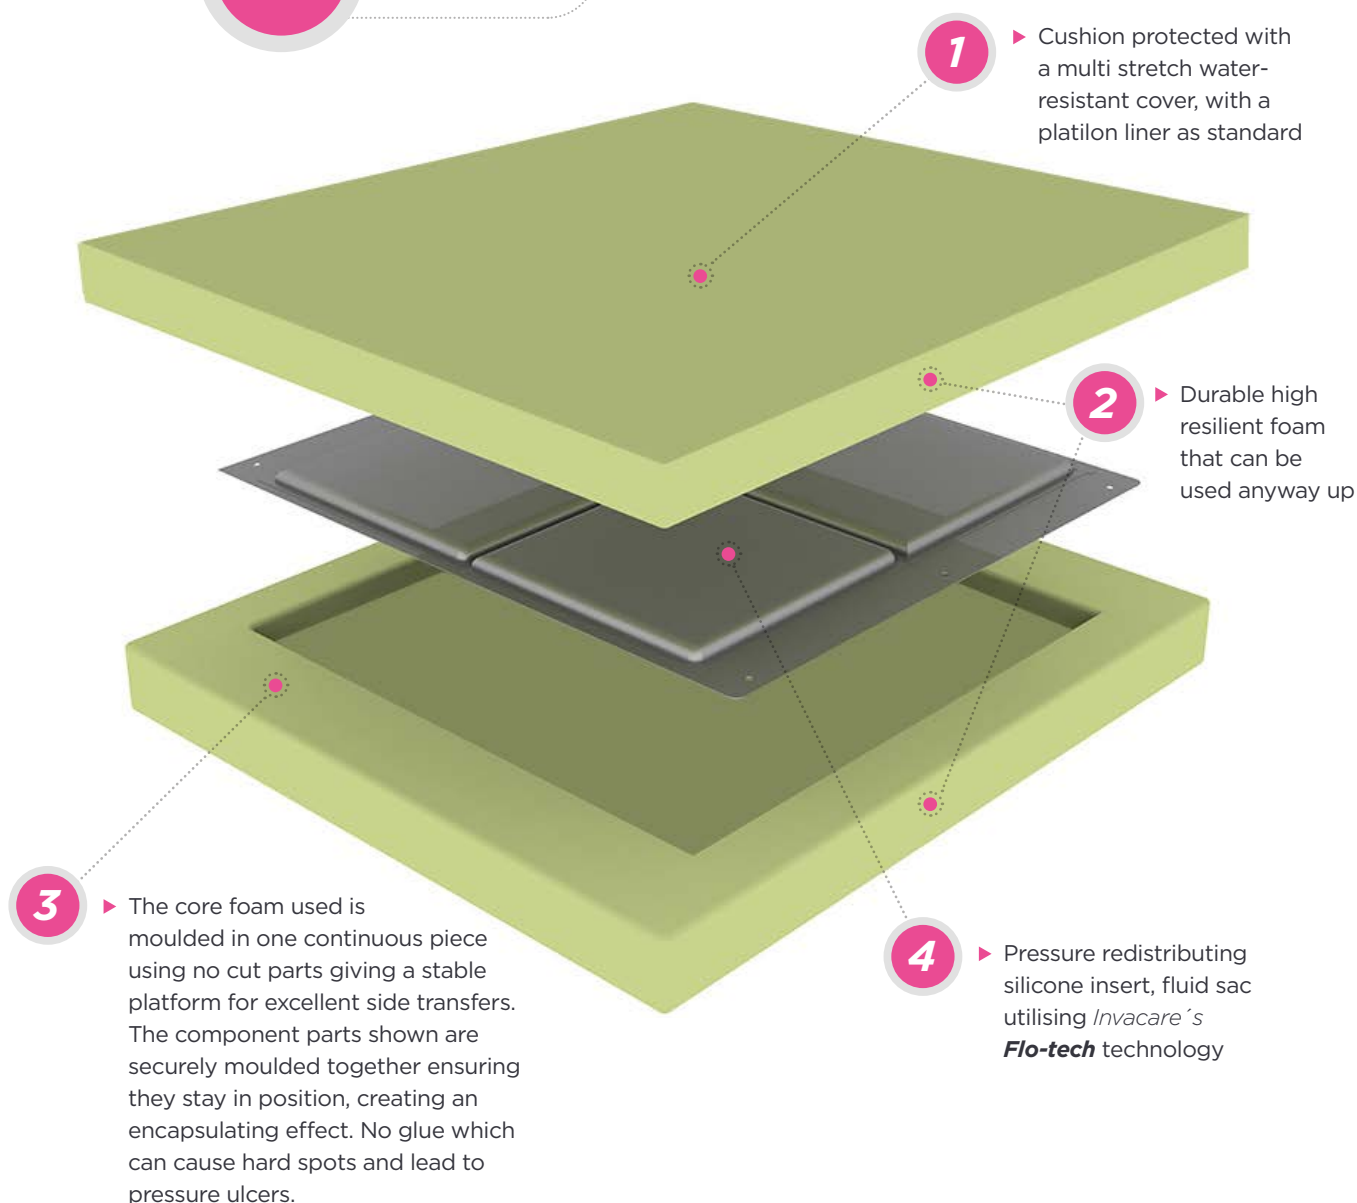 1
Cushion protected with
a multi stretch water-
resistant cover, with a
platilon liner as standard
2
Durable high
resilient foam
that can be
used anyway up
3
The core foam used is
moulded in one continuous piece
using no cut parts giving a stable
platform for excellent side transfers.
The component parts shown are
securely moulded together ensuring
they stay in position, creating an
encapsulating effect. No glue which
can cause hard spots and lead to
pressure ulcers.
4
Pressure redistributing
silicone insert, fluid sac
utilising Invacare´s
Flo-tech technology